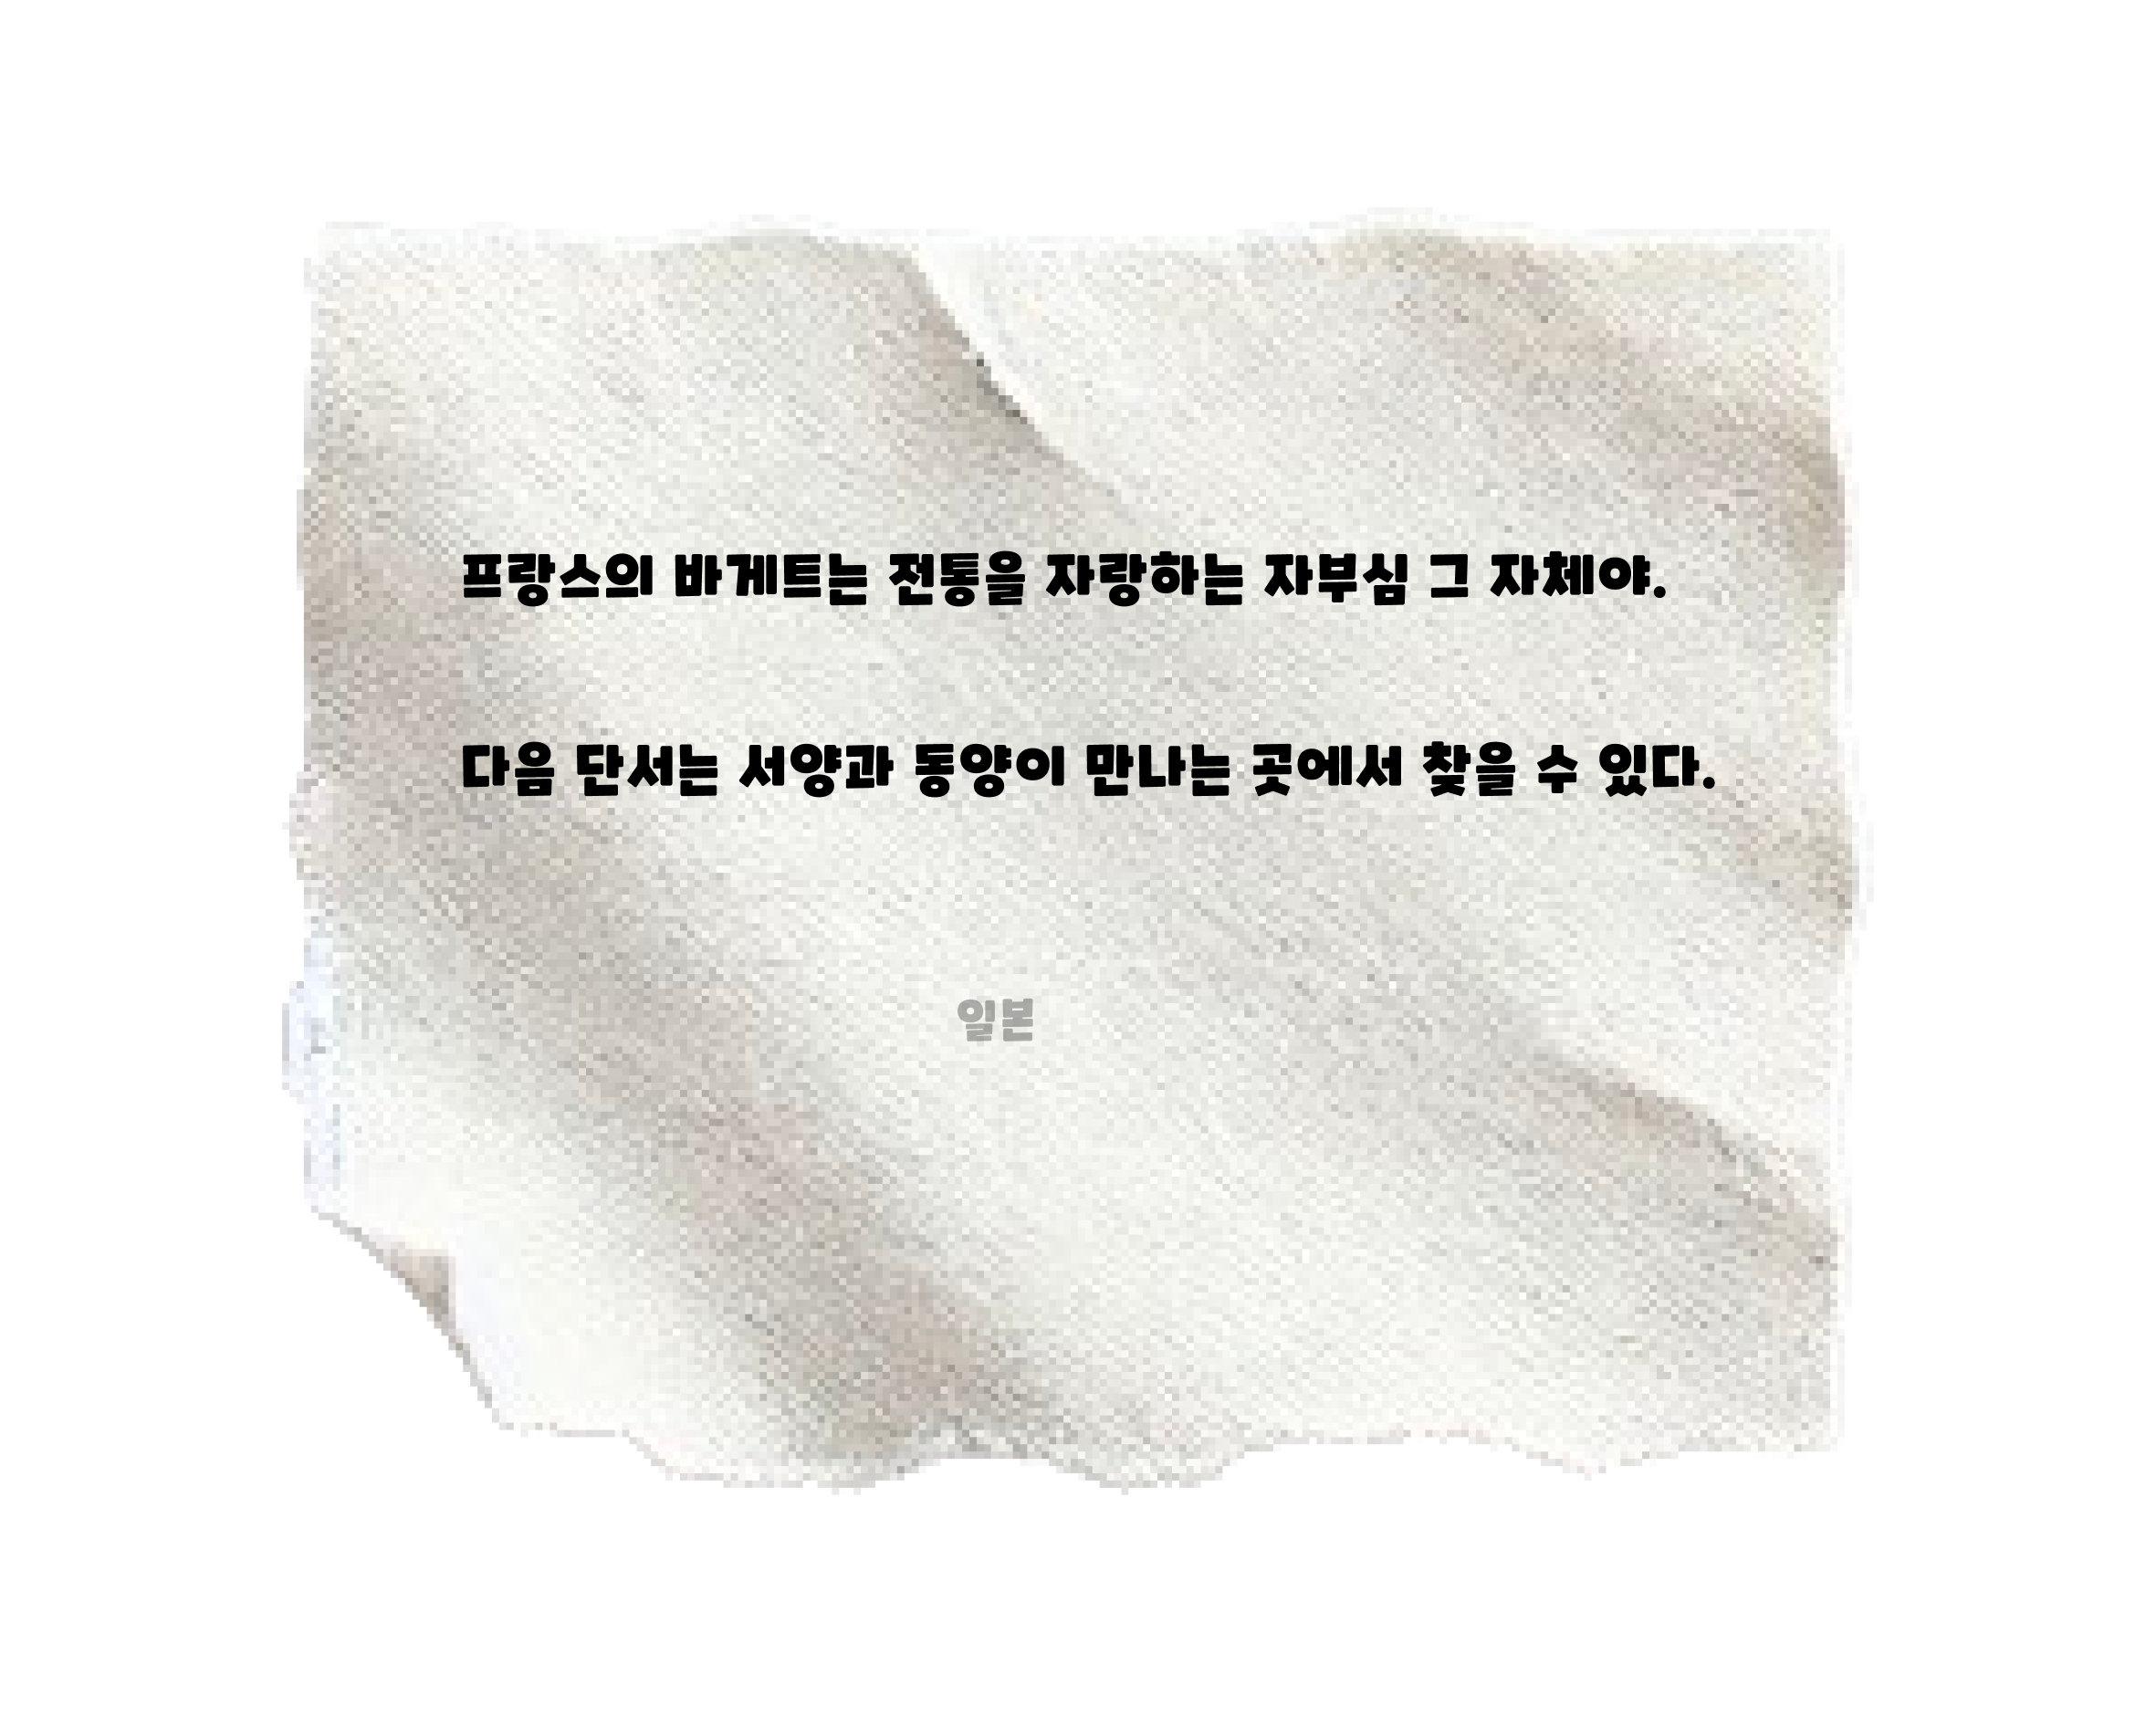 프랑스의 바게트는 전통을 자랑하는 자부심 그 자체야.
다음 단서는 서양과 동양이 만나는 곳에서 찾을 수 있다.
일본